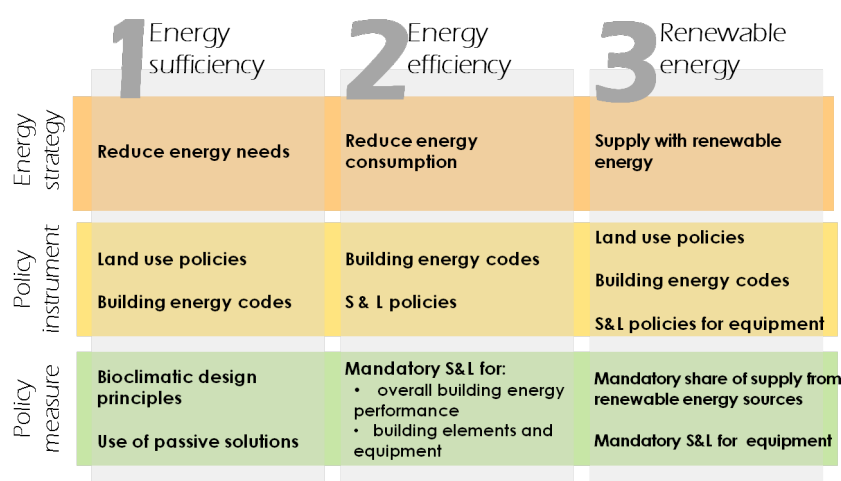 1 Energy
sufficiency
2 Energy
efficiency
3 Renewable
energy
Energy
strategy
Reduce energy needs
Reduce energy
consumption
Supply with renewable
energy
Policy
instrument
Land use policies
Building energy codes
Building energy codes
S & L policies
Land use policies
Building energy codes
S&L policies for equipment
Policy
measure
Bioclimatic design
principles
Use of passive solutions
Mandatory S&L for:
• overall building energy
performance
• building elements and
equipment
Mandatory share of supply from
renewable energy sources
Mandatory S&L for equipment